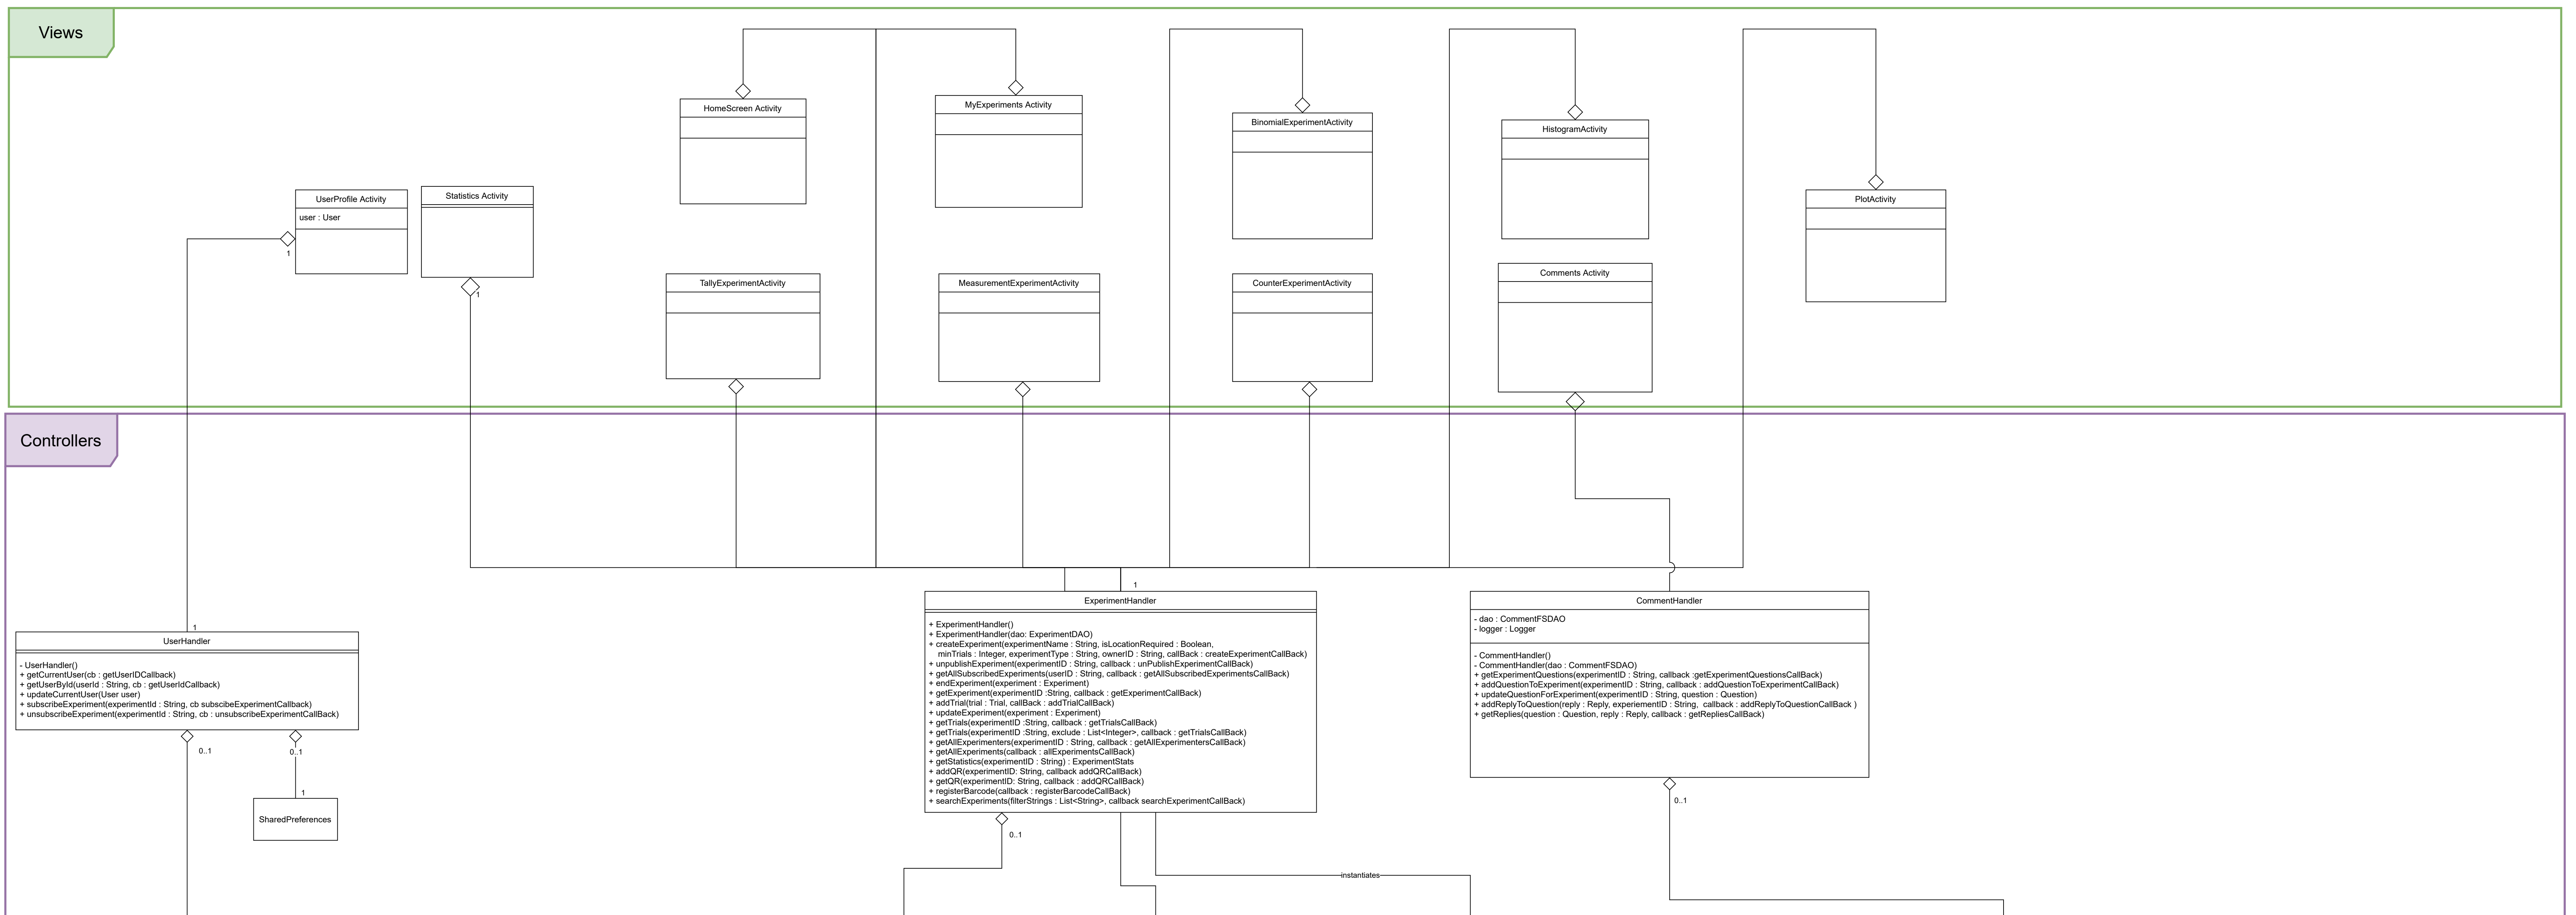 Views
HomeScreen Activity
MyExperiments Activity
BinomialExperimentActivity
HistogramActivity
UserProfile Activity
user : User
1
Statistics Activity
1
PlotActivity
TallyExperimentActivity
MeasurementExperimentActivity
CounterExperimentActivity
Comments Activity
Controllers
1
1
UserHandler
- UserHandler()
+ getCurrentUser(cb : getUserIDCallback)
+ getUserById(userId : String, cb : getUserIdCallback)
+ updateCurrentUser(User user)
+ subscribeExperiment(experimentId : String, cb subscibeExperimentCallback)
+ unsubscribeExperiment(experimentId : String, cb : unsubscribeExperimentCallBack)
0..1
0..1
1
SharedPreferences
ExperimentHandler
+ ExperimentHandler()
+ ExperimentHandler(dao: ExperimentDAO)
+ createExperiment(experimentName : String, isLocationRequired : Boolean,
minTrials : Integer, experimentType : String, ownerID : String, callBack : createExperimentCallBack)
+ unpublishExperiment(experimentID : String, callback : unPublishExperimentCallBack)
+ getAllSubscribedExperiments(userID : String, callback : getAllSubscribedExperimentsCallBack)
+ endExperiment(experiment : Experiment)
+ getExperiment(experimentID :String, callback : getExperimentCallBack)
+ addTrial(trial : Trial, callBack : addTrialCallBack)
+ updateExperiment(experiment : Experiment)
+ getTrials(experimentID :String, callback : getTrialsCallBack)
+ getTrials(experimentID :String, exclude : List<Integer>, callback : getTrialsCallBack)
+ getAllExperimenters(experimentID : String, callback : getAllExperimentersCallBack)
+ getAllExperiments(callback : allExperimentsCallBack)
+ getStatistics(experimentID : String) : ExperimentStats
+ addQR(experimentID: String, callback addQRCallBack)
+ getQR(experimentID: String, callback : addQRCallBack)
+ registerBarcode(callback : registerBarcodeCallBack)
+ searchExperiments(filterStrings : List<String>, callback searchExperimentCallBack)
0..1
instantiates
CommentHandler
- dao : CommentFSDAO
- logger : Logger
- CommentHandler()
- CommentHandler(dao : CommentFSDAO)
+ getExperimentQuestions(experimentID : String, callback :getExperimentQuestionsCallBack)
+ addQuestionToExperiment(experimentID : String, callback : addQuestionToExperimentCallBack)
+ updateQuestionForExperiment(experimentID : String, question : Question)
+ addReplyToQuestion(reply : Reply, experiementID : String, callback : addReplyToQuestionCallBack )
+ getReplies(question : Question, reply : Reply, callback : getRepliesCallBack)
0..1